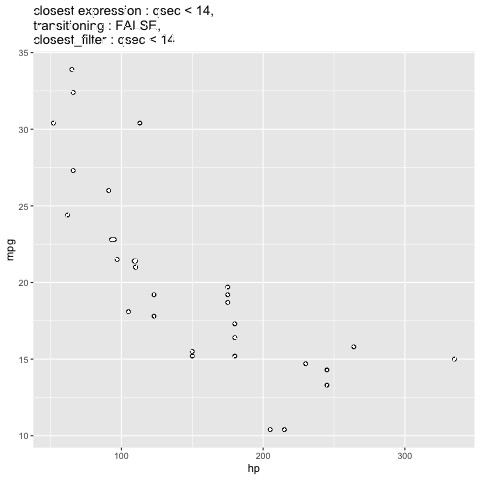 closest expression : qsec < 14,
transitioning : FALSE,
closest_filter : qsec < 14
35
30
25
20
15
10
mpg
100
200
300
hp